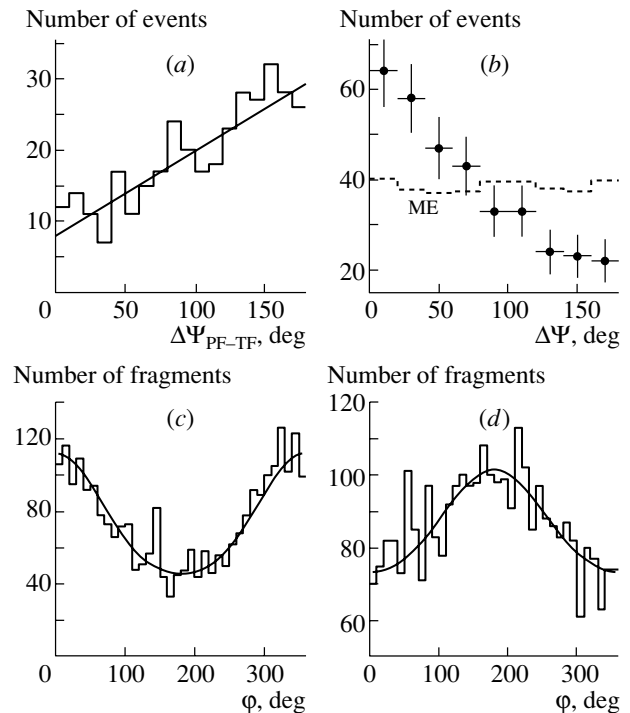 Number of events
Number of events
(a)
(b)
30
20
10
0
50
100
150
ΔΨPF–TF, deg
60
40
20
ME
0
50
100
150
ΔΨ, deg
Number of fragments
Number of fragments
(c)
(d)
120
80
40
0
0
100
200
300
φ, deg
120
100
80
60
0
100
200
300
φ, deg